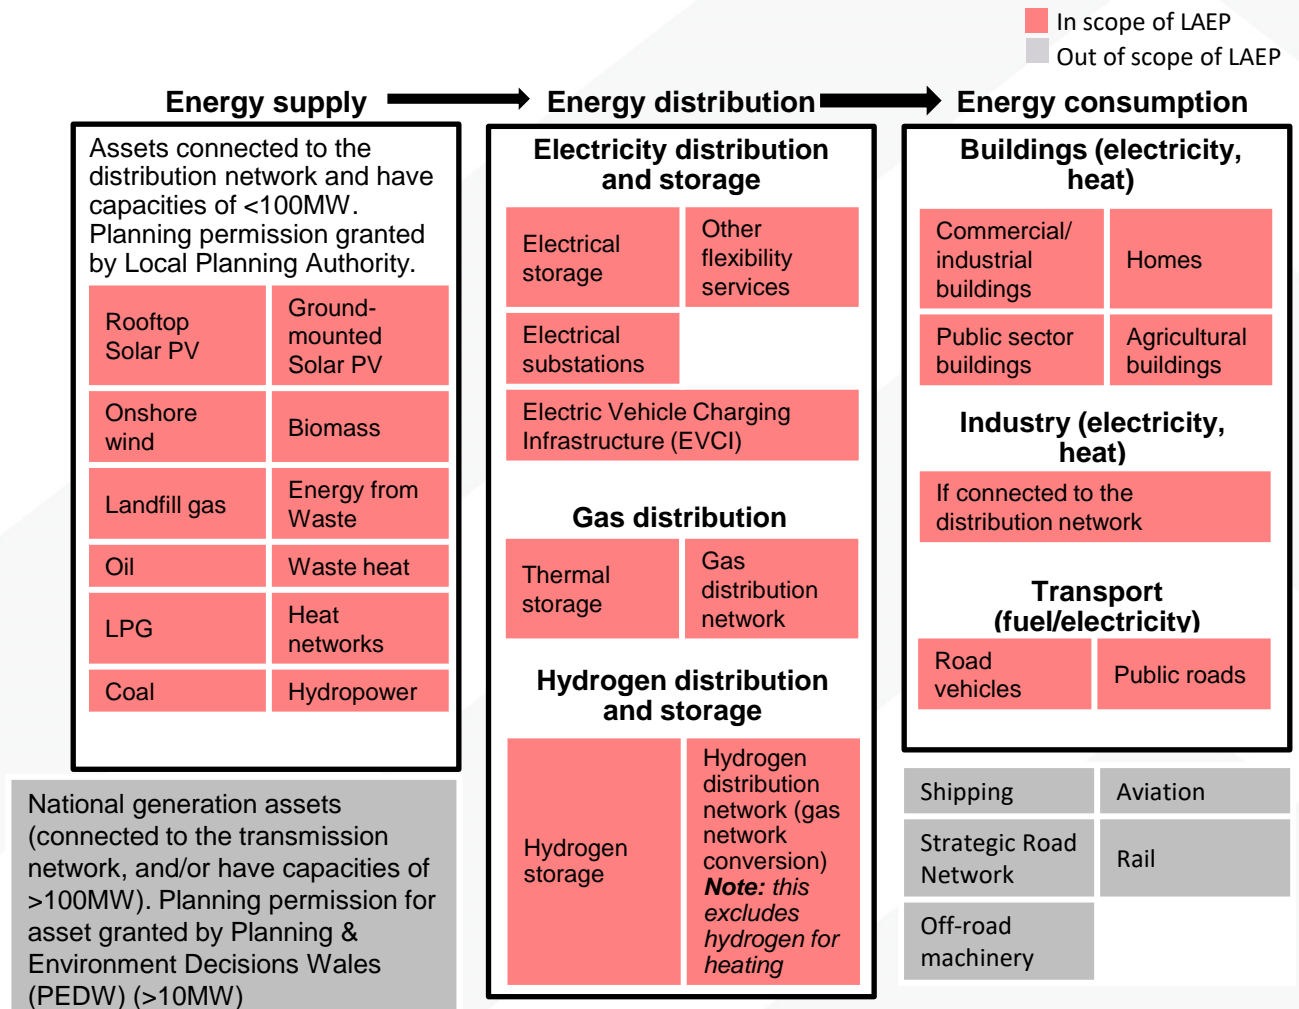 In scope of LAEP
Out of scope of LAEP
Energy supply
Energy distribution
Energy consumption
Assets connected to the
distribution network and have
capacities of <100MW.
Planning permission granted
by Local Planning Authority.
Rooftop
Solar PV
Ground-
mounted
Solar PV
Onshore
wind
Biomass
Landfill gas
Energy from
Waste
Oil
Waste heat
LPG
Heat
networks
Coal
Hydropower
National generation assets
(connected to the transmission
network, and/or have capacities of
>100MW). Planning permission for
asset granted by Planning &
Environment Decisions Wales
(PEDW) (>10MW)
Electricity distribution
and storage
Electrical
storage
Other
flexibility
services
Electrical
substations
Electric Vehicle Charging
Infrastructure (EVCI)
Gas distribution
Thermal
storage
Gas
distribution
network
Hydrogen distribution
and storage
Hydrogen
storage
Hydrogen
distribution
network (gas
network
conversion)
Note: this
excludes
hydrogen for
heating
Buildings (electricity,
heat)
Commercial/
industrial
buildings
Homes
Public sector
buildings
Agricultural
buildings
Industry (electricity,
heat)
If connected to the
distribution network
Transport
(fuel/electricity)
Road
vehicles
Public roads
Shipping
Aviation
Strategic Road
Network
Rail
Off-road
machinery